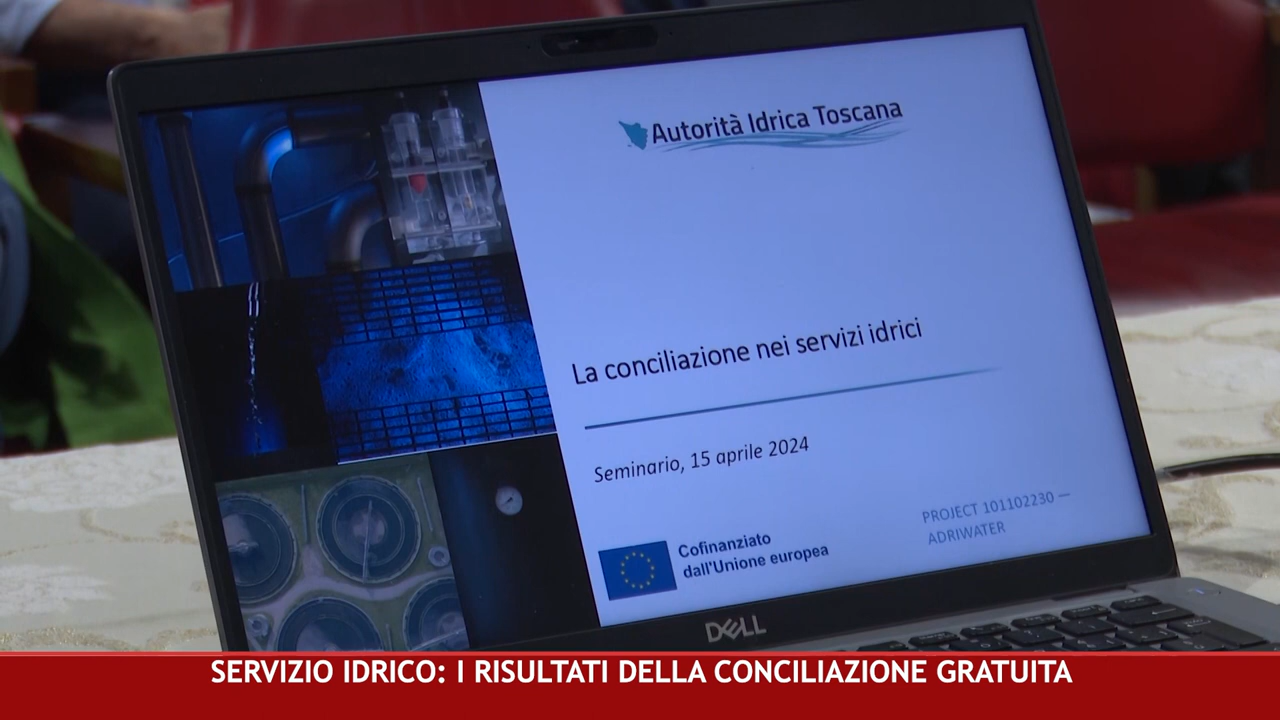 Autorità Idrica Toscana
La conciliazione nei servizi idrici
Seminario, 15 aprile 2024
PROJECT 101102230 —
ADRIWATER
Cofinanziato
dall'Unione europea
DELL
SERVIZIO IDRICO: I RISULTATI DELLA CONCILIAZIONE GRATUITA